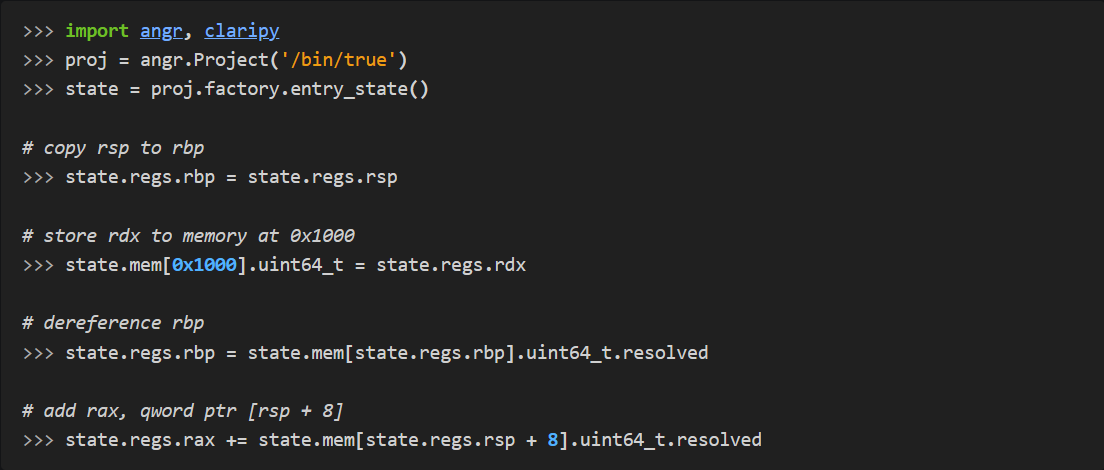 >>> import angr, claripy
>>> proj = angr.Project('/bin/true')
>>> state = proj.factory.entry_state()
# copy rsp to rbp
>>> state.regs.rbp = state.regs.rsp
# store rdx to memory at 0x1000
>>> state.mem[0x1000].uint64_t = state.regs.rdx
# dereference rbp
>>> state.regs.rbp = state.mem[state.regs.rbp].uint64_t.resolved
# add rax, qword ptr [rsp + 8]
>>> state.regs.rax += state.mem[state.regs.rsp + 8].uint64_t.resolved